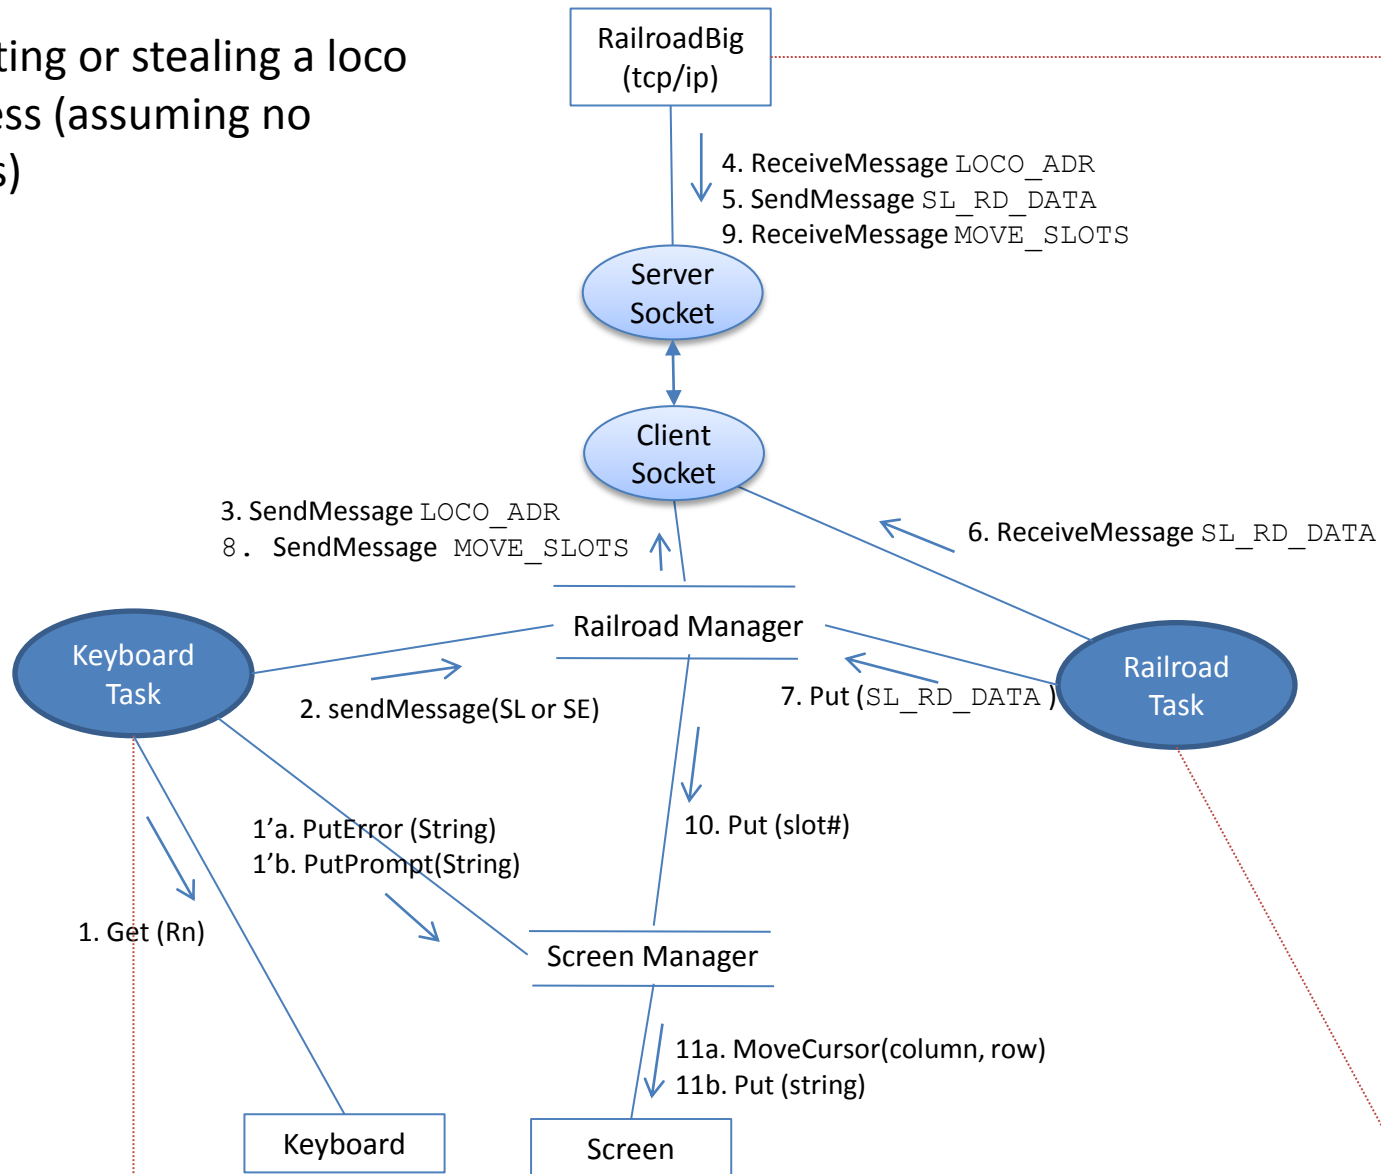 ting or stealing a loco
ess (assuming no
s)
RailroadBig
(tcp/ip)
4. ReceiveMessage LOCO_ADR
5. SendMessage SL_RD_DATA
9. ReceiveMessage MOVE_SLOTS
Server
Socket
Client
Socket
3. SendMessage LOCO_ADR
8. SendMessage MOVE_SLOTS
6. ReceiveMessage SL_RD_DATA
Railroad Manager
Keyboard
Task
Railroad
Task
2. sendMessage(SL or SE)
7. Put (SL_RD_DATA )
1'a. PutError (String)
1'b. PutPrompt(String)
10. Put (slot#)
1. Get (Rn)
Screen Manager
11a. MoveCursor(column, row)
11b. Put (string)
Keyboard
Screen